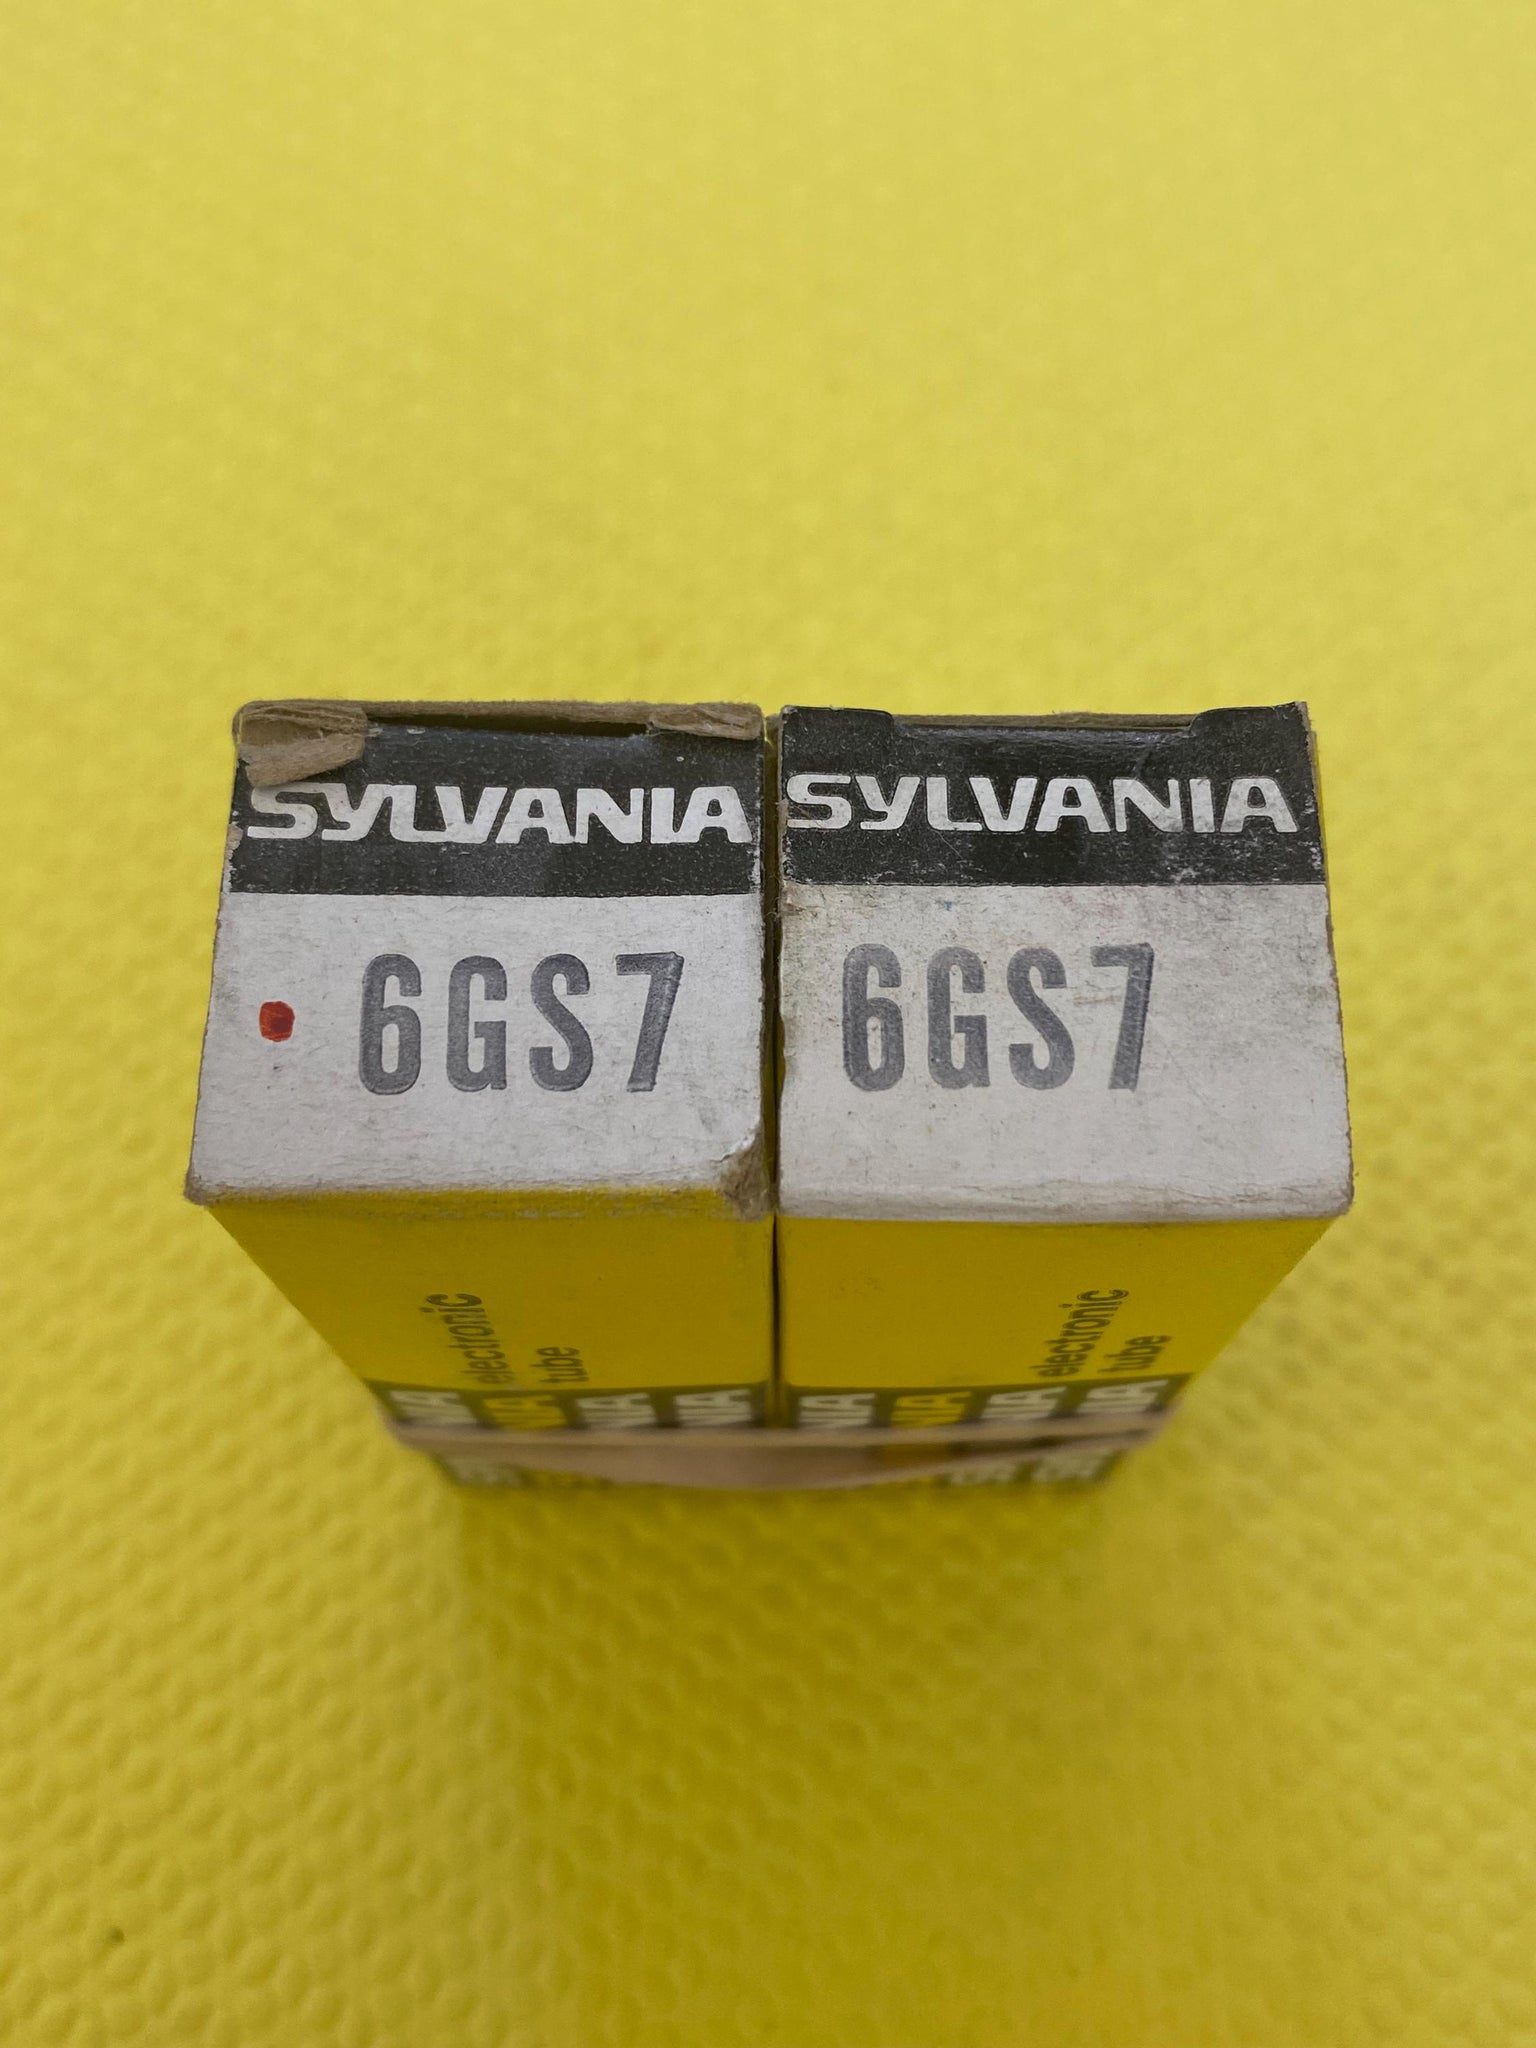 SYLVANIA
6GS7
SYLVANIA
6GS7
electronic
tube
electronic
tube